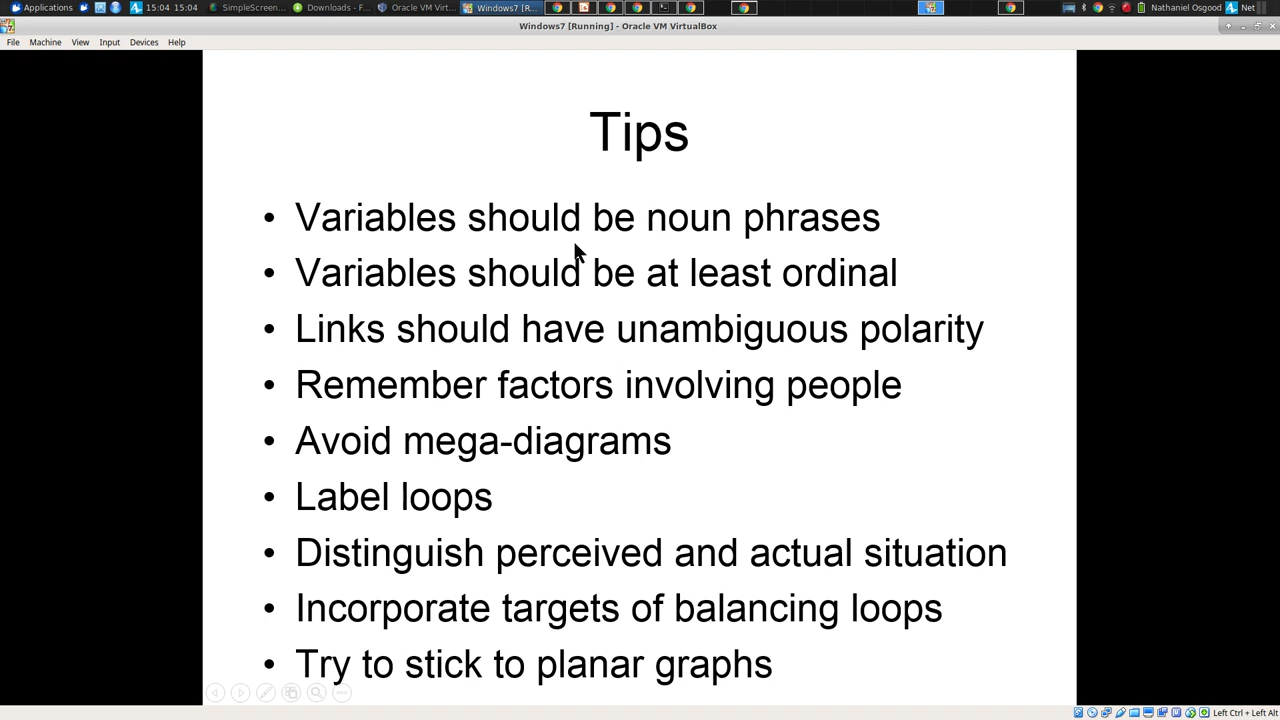 Applications 15:04 15:04 SimpleScreen... Downloads - F... Oracle VM Virt... Windows7 [R... Nathaniel Osgood Net
Windows7 [Running] - Oracle VM VirtualBox
File Machine View Input Devices Help
Tips
• Variables should be noun phrases
• Variables should be at least ordinal
• Links should have unambiguous polarity
• Remember factors involving people
• Avoid mega-diagrams
• Label loops
• Distinguish perceived and actual situation
• Incorporate targets of balancing loops
• Try to stick to planar graphs
Left Ctrl + Left Alt